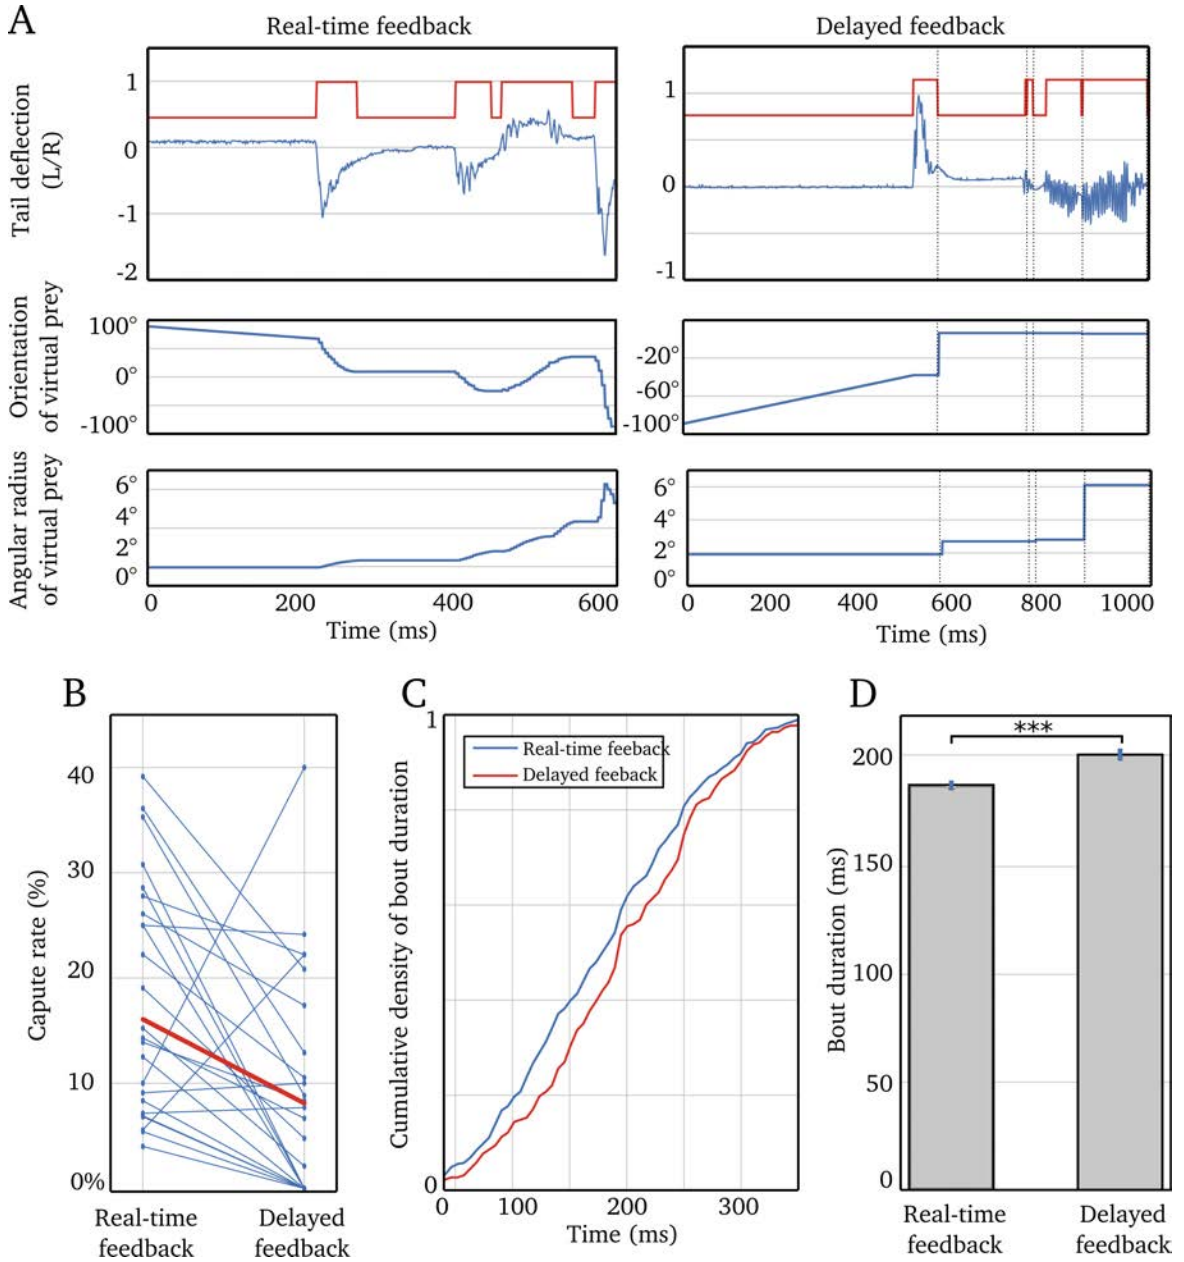 A
Real-time feedback
Delayed feedback
Tail deflection
(L/R)
1
0
-1
-2
1
0
-1
Orientation
of virtual prey
100°
0°
-100°
-20°
-60°
-100°
Angular radius
of virtual prey
6°
4°
2°
0°
6°
4°
2°
0°
0 200 400 600
Time (ms)
0 200 400 600 800 1000
Time (ms)
B
Capute rate (%)
40
30
20
10
0%
Real-time
feedback
Delayed
feedback
C
Cumulative density of bout duration
1
0
Real-time feeback
Delayed feeback
0 100 200 300
Time (ms)
D
***
Bout duration (ms)
200
150
100
50
0
Real-time
feedback
Delayed
feedback